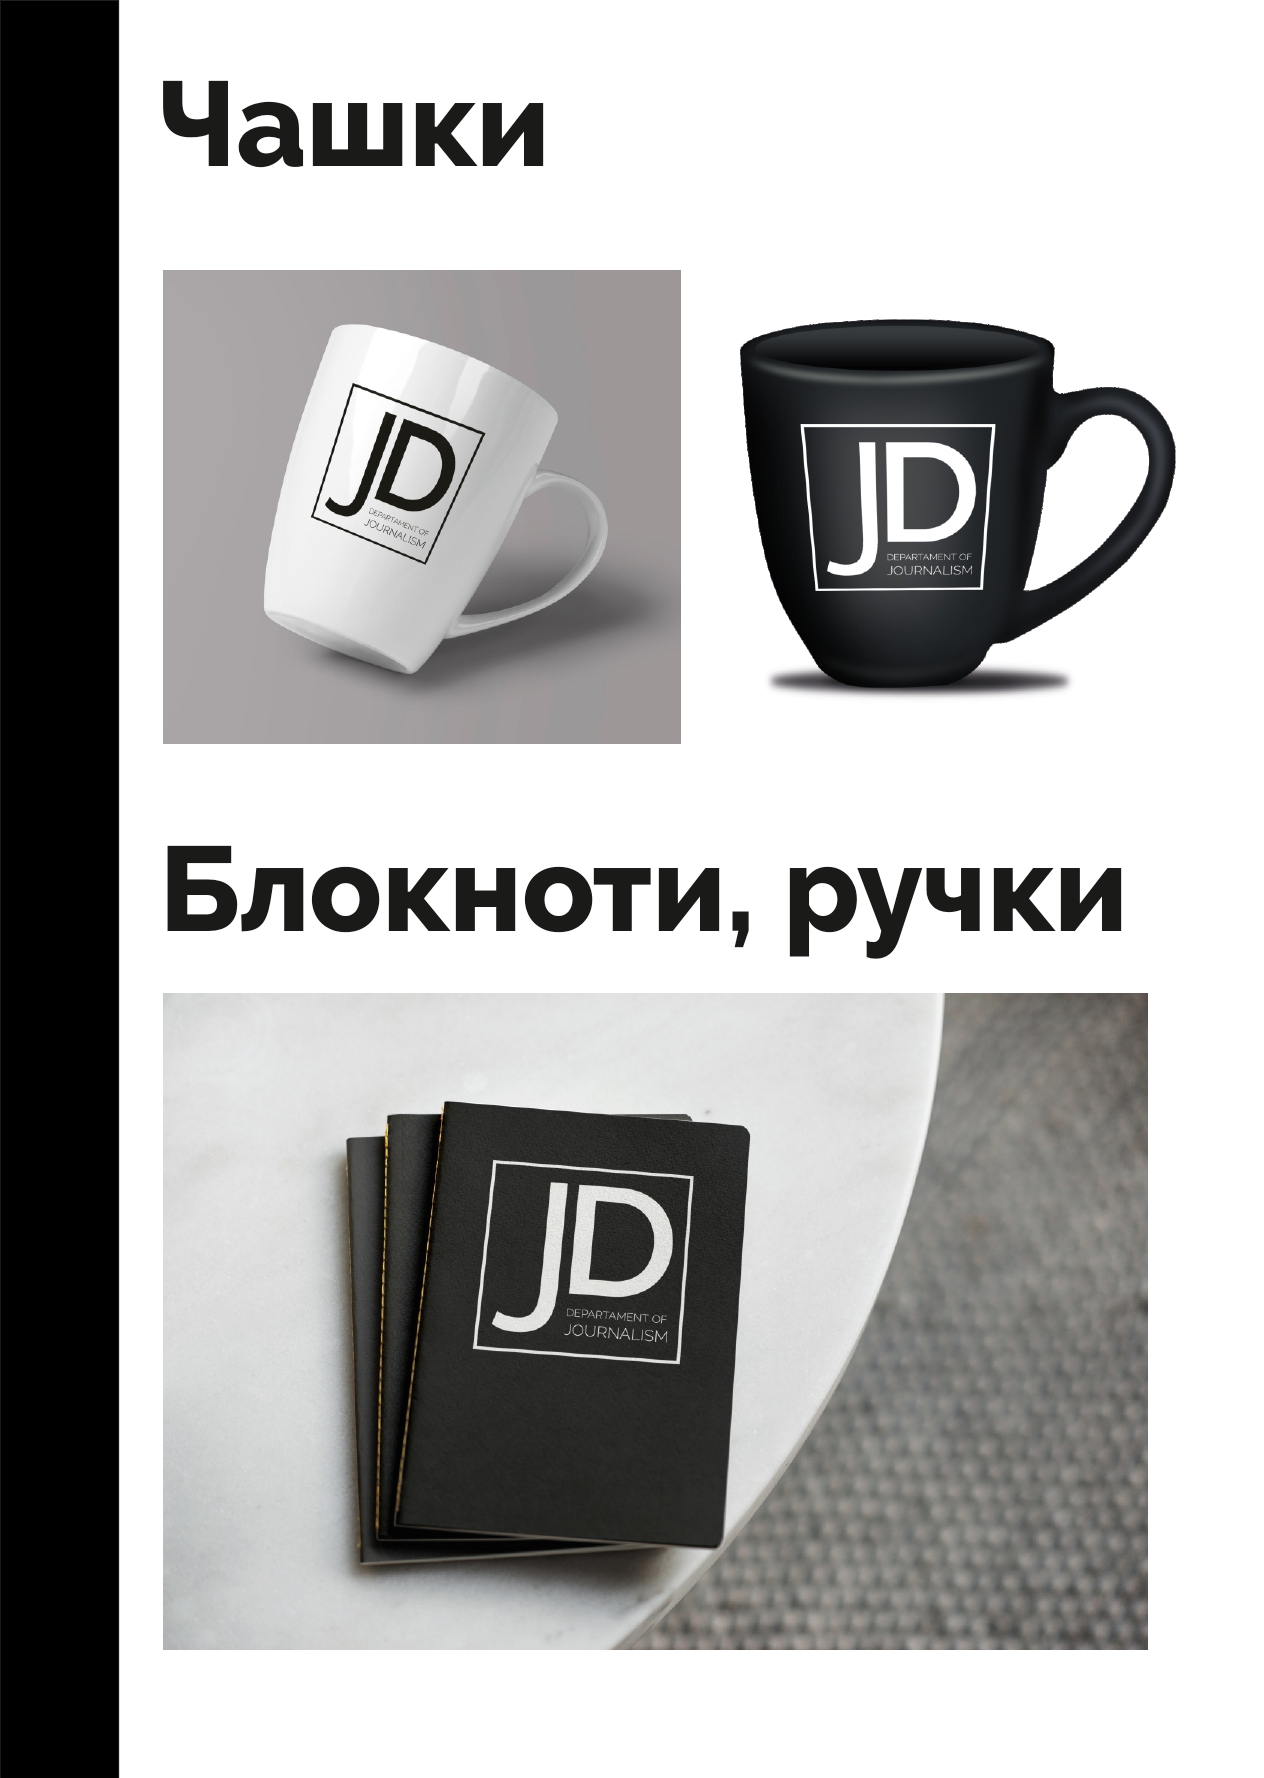 Чашки
JD
DEPARTAMENT OF
JOURNALISM
JD
DEPARTAMENT OF
JOURNALISM
Блокноти, ручки
JD
DEPARTAMENT OF
JOURNALISM